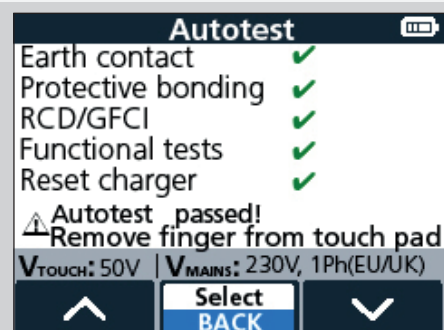 Autotest
Earth contact ✔
Protective bonding ✔
RCD/GFCI ✔
Functional tests ✔
Reset charger ✔
⚠Autotest passed!
Remove finger from touch pad
VTOUCH: 50V | VMAINS: 230V, 1Ph(EU/UK)
Select
BACK